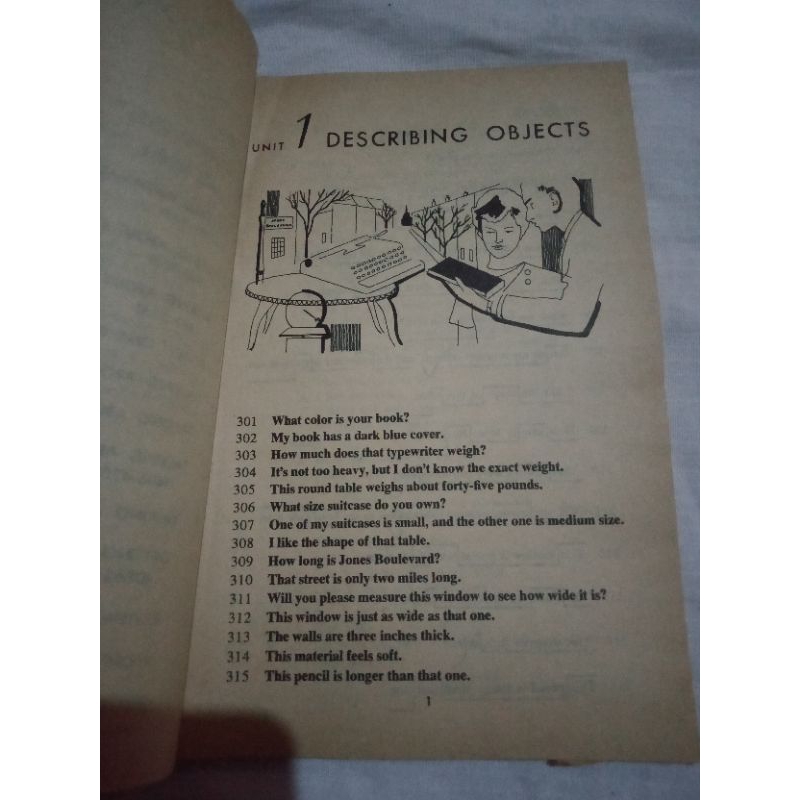 UNIT 1 DESCRIBING OBJECTS
301 What color is your book?
302 My book has a dark blue cover.
303 How much does that typewriter weigh?
304 It's not too heavy, but I don't know the exact weight.
305 This round table weighs about forty-five pounds.
306 What size suitcase do you own?
307 One of my suitcases is small, and the other one is medium size.
308 I like the shape of that table.
309 How long is Jones Boulevard?
310 That street is only two miles long.
311 Will you please measure this window to see how wide it is?
312 This window is just as wide as that one.
313 The walls are three inches thick.
314 This material feels soft.
315 This pencil is longer than that one.
1